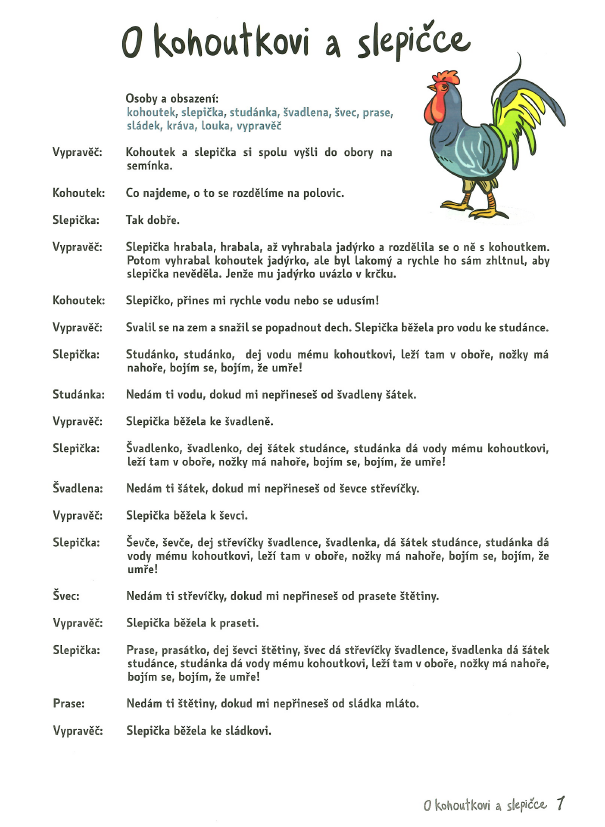 O kohoutkovi a slepičce
Osoby a obsazení:
kohoutek, slepička, studánka, švadlena, švec, prase,
sládek, kráva, louka, vypravěč
Vypravěč: Kohoutek a slepička si spolu vyšli do obory na
semínka.
Kohoutek: Co najdeme, o to se rozdělíme na polovic.
Slepička: Tak dobře.
Vypravěč: Slepička hrabala, hrabala, až vyhrabala jadýrko a rozdělila se o ně s kohoutkem.
Potom vyhrabal kohoutek jadýrko, ale byl lakomý a rychle ho sám zhltnul, aby
slepička nevěděla. Jenže mu jadýrko uvázlo v krčku.
Kohoutek: Slepičko, přines mi rychle vodu nebo se udusím!
Vypravěč: Svalil se na zem a snažil se popadnout dech. Slepička běžela pro vodu ke studánce.
Slepička: Studánko, studánko, dej vodu mému kohoutkovi, leží tam v oboře, nožky má
nahoře, bojím se, bojím, že umře!
Studánka: Nedám ti vodu, dokud mi nepřineseš od švadleny šátek.
Vypravěč: Slepička běžela ke švadleně.
Slepička: Švadlenko, švadlenko, dej šátek studánce, studánka dá vody mému kohoutkovi,
leží tam v oboře, nožky má nahoře, bojím se, bojím, že umře!
Švadlena: Nedám ti šátek, dokud mi nepřineseš od ševce střevíčky.
Vypravěč: Slepička běžela k ševci.
Slepička: Ševče, ševče, dej střevíčky švadlence, švadlenka, dá šátek studánce, studánka dá
vody mému kohoutkovi, leží tam v oboře, nožky má nahoře, bojím se, bojím, že
umře!
Švec: Nedám ti střevíčky, dokud mi nepřineseš od prasete štětiny.
Vypravěč: Slepička běžela k praseti.
Slepička: Prase, prasátko, dej ševci štětiny, švec dá střevíčky švadlence, švadlenka dá šátek
studánce, studánka dá vody mému kohoutkovi, leží tam v oboře, nožky má nahoře,
bojím se, bojím, že umře!
Prase: Nedám ti štětiny, dokud mi nepřineseš od sládka mláto.
Vypravěč: Slepička běžela ke sládkovi.
O kohoutkovi a slepičce 1